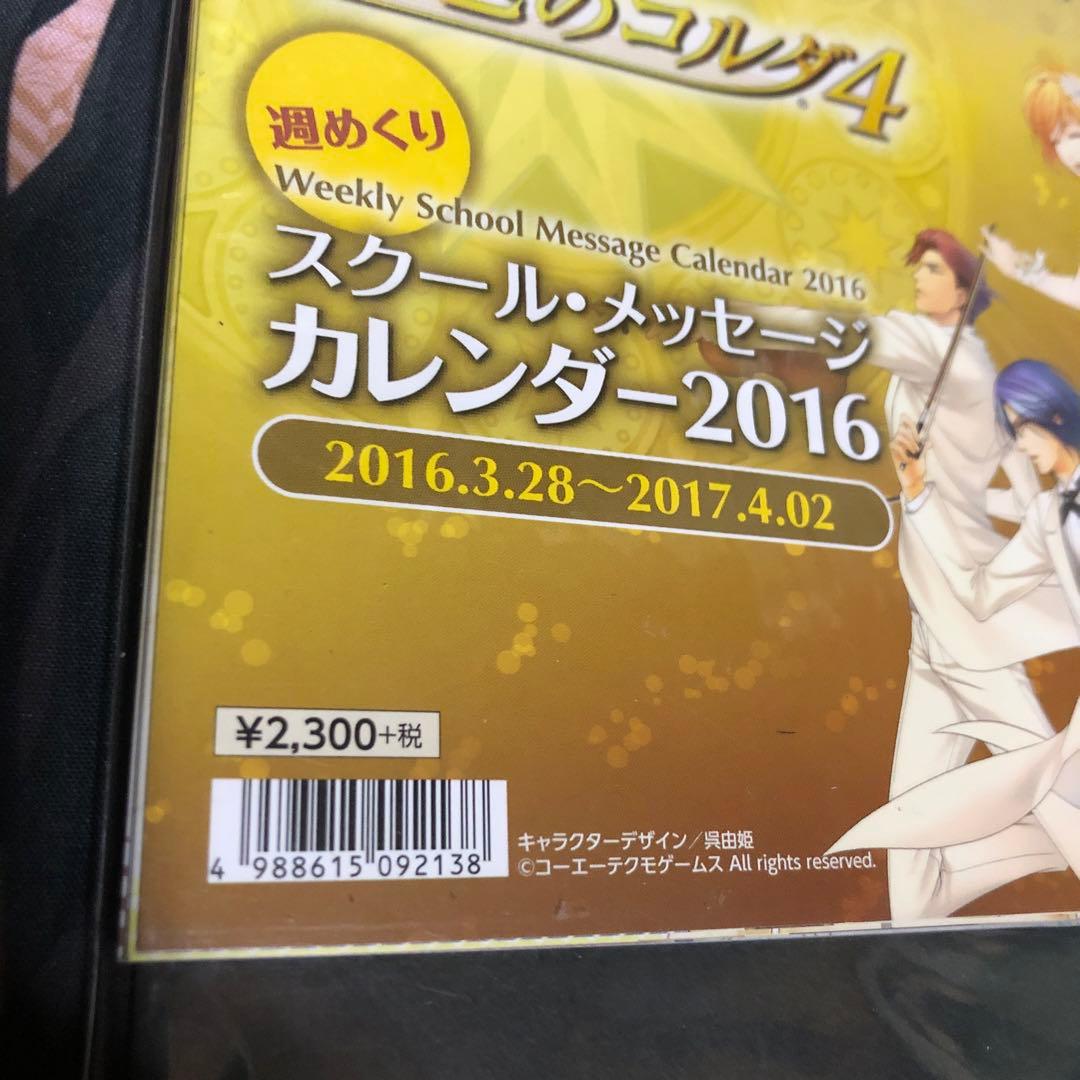 のコルダ4
週めくり
Weekly School Message Calendar 2016
スクール・メッセージ
カレンダー2016
2016.3.28～2017.4.02
¥2,300+税
4 988615 092138
キャラクターデザイン/呉由姫
©コーエーテクモゲームス All rights reserved.